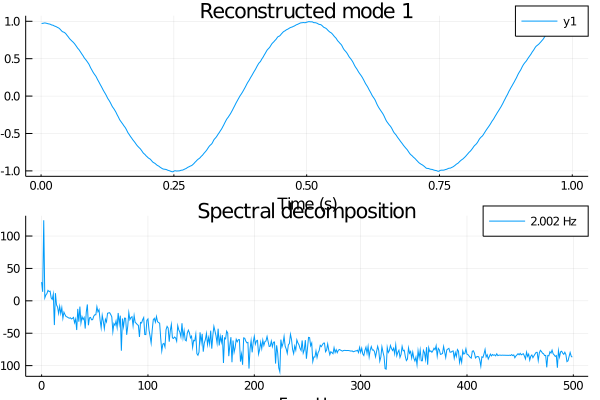 Reconstructed mode 1
y1
1.0
0.5
0.0
-0.5
-1.0
0.00 0.25 0.50 0.75 1.00
Time (s)
Spectral decomposition
2.002 Hz
100
50
0
-50
100
0 100 200 300 400 500